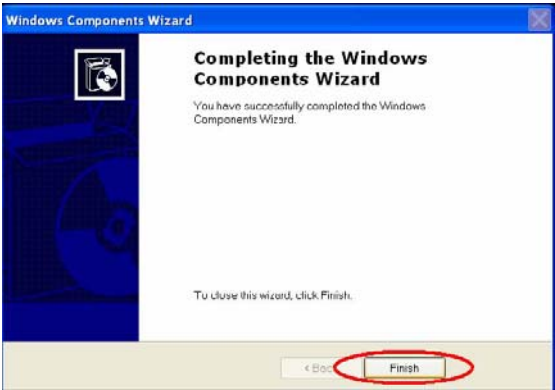 Windows Components Wizard
Completing the Windows
Components Wizard
You have successfully completed the Windows
Components Wizard.
To close this wizard, click Finish.
< Back
Finish